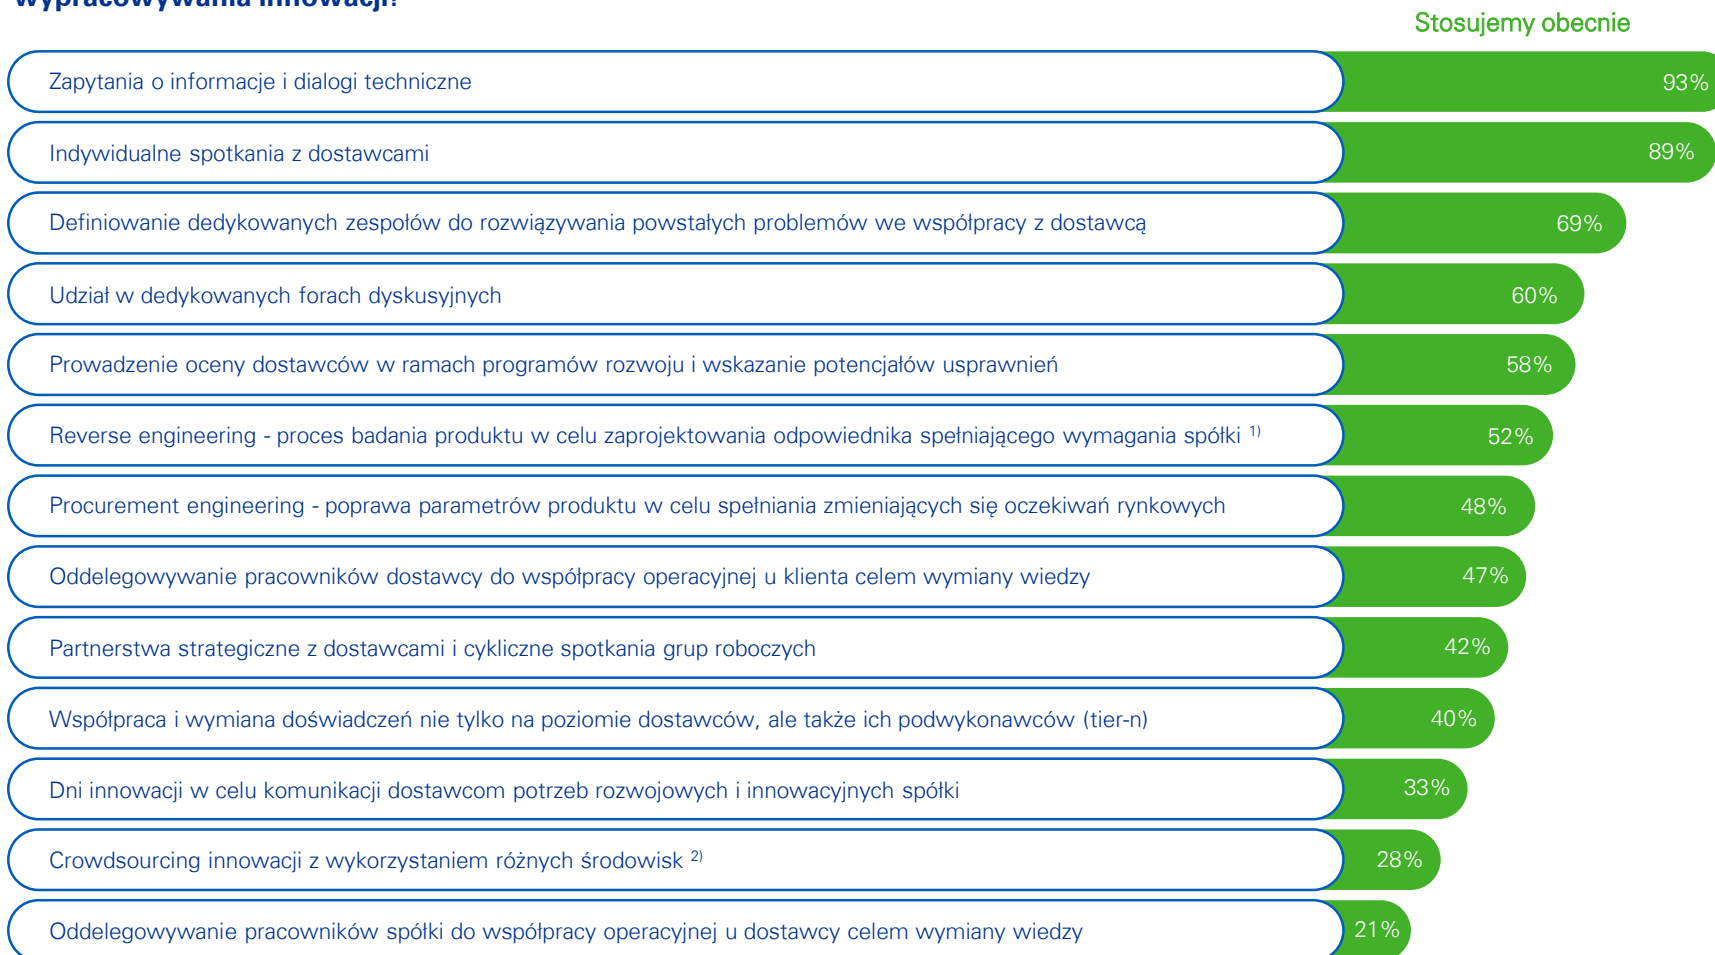 wypracowywania innowacji?
Stosujemy obecnie
Zapytania o informacje i dialogi techniczne 93%
Indywidualne spotkania z dostawcami 89%
Definiowanie dedykowanych zespołów do rozwiązywania powstałych problemów we współpracy z dostawcą 69%
Udział w dedykowanych forach dyskusyjnych 60%
Prowadzenie oceny dostawców w ramach programów rozwoju i wskazanie potencjałów usprawnień 58%
Reverse engineering - proces badania produktu w celu zaprojektowania odpowiednika spełniającego wymagania spółki 1) 52%
Procurement engineering - poprawa parametrów produktu w celu spełniania zmieniających się oczekiwań rynkowych 48%
Oddelegowywanie pracowników dostawcy do współpracy operacyjnej u klienta celem wymiany wiedzy 47%
Partnerstwa strategiczne z dostawcami i cykliczne spotkania grup roboczych 42%
Współpraca i wymiana doświadczeń nie tylko na poziomie dostawców, ale także ich podwykonawców (tier-n) 40%
Dni innowacji w celu komunikacji dostawcom potrzeb rozwojowych i innowacyjnych spółki 33%
Crowdsourcing innowacji z wykorzystaniem różnych środowisk 2) 28%
Oddelegowywanie pracowników spółki do współpracy operacyjnej u dostawcy celem wymiany wiedzy 21%